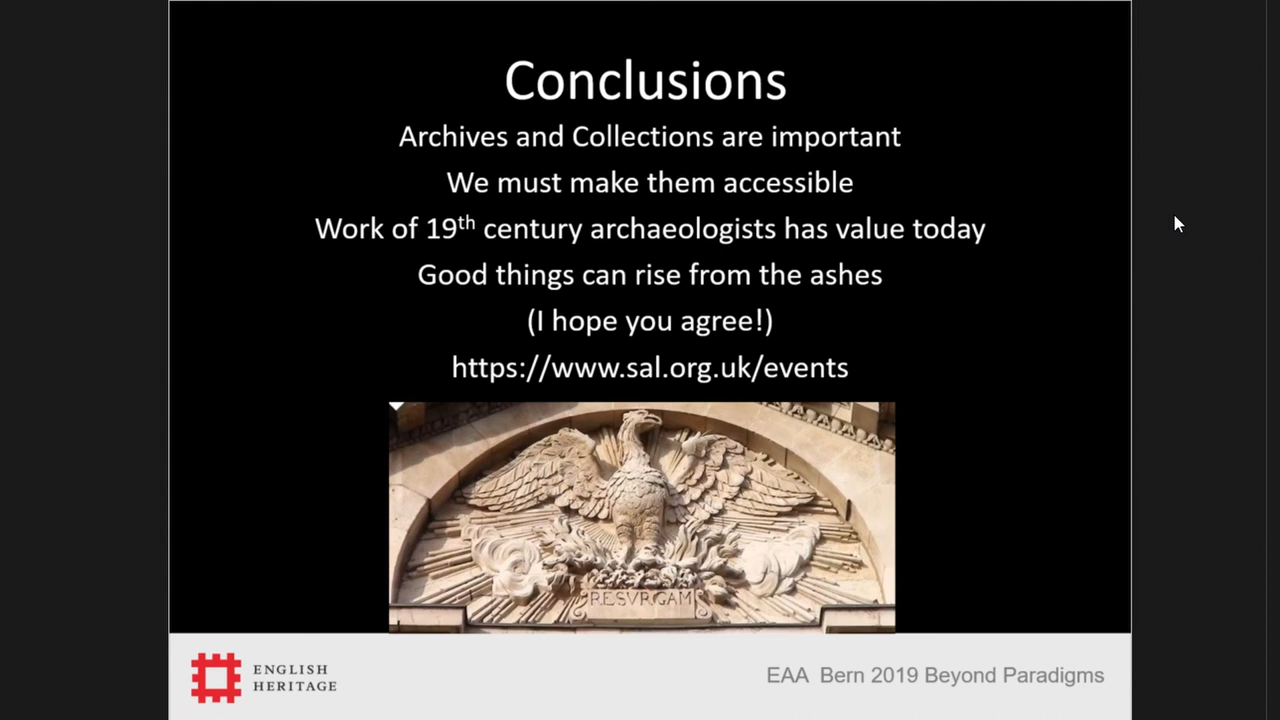 Conclusions
Archives and Collections are important
We must make them accessible
Work of 19th century archaeologists has value today
Good things can rise from the ashes
(I hope you agree!)
https://www.sal.org.uk/events
RESVRGAM
ENGLISH
HERITAGE
EAA Bern 2019 Beyond Paradigms